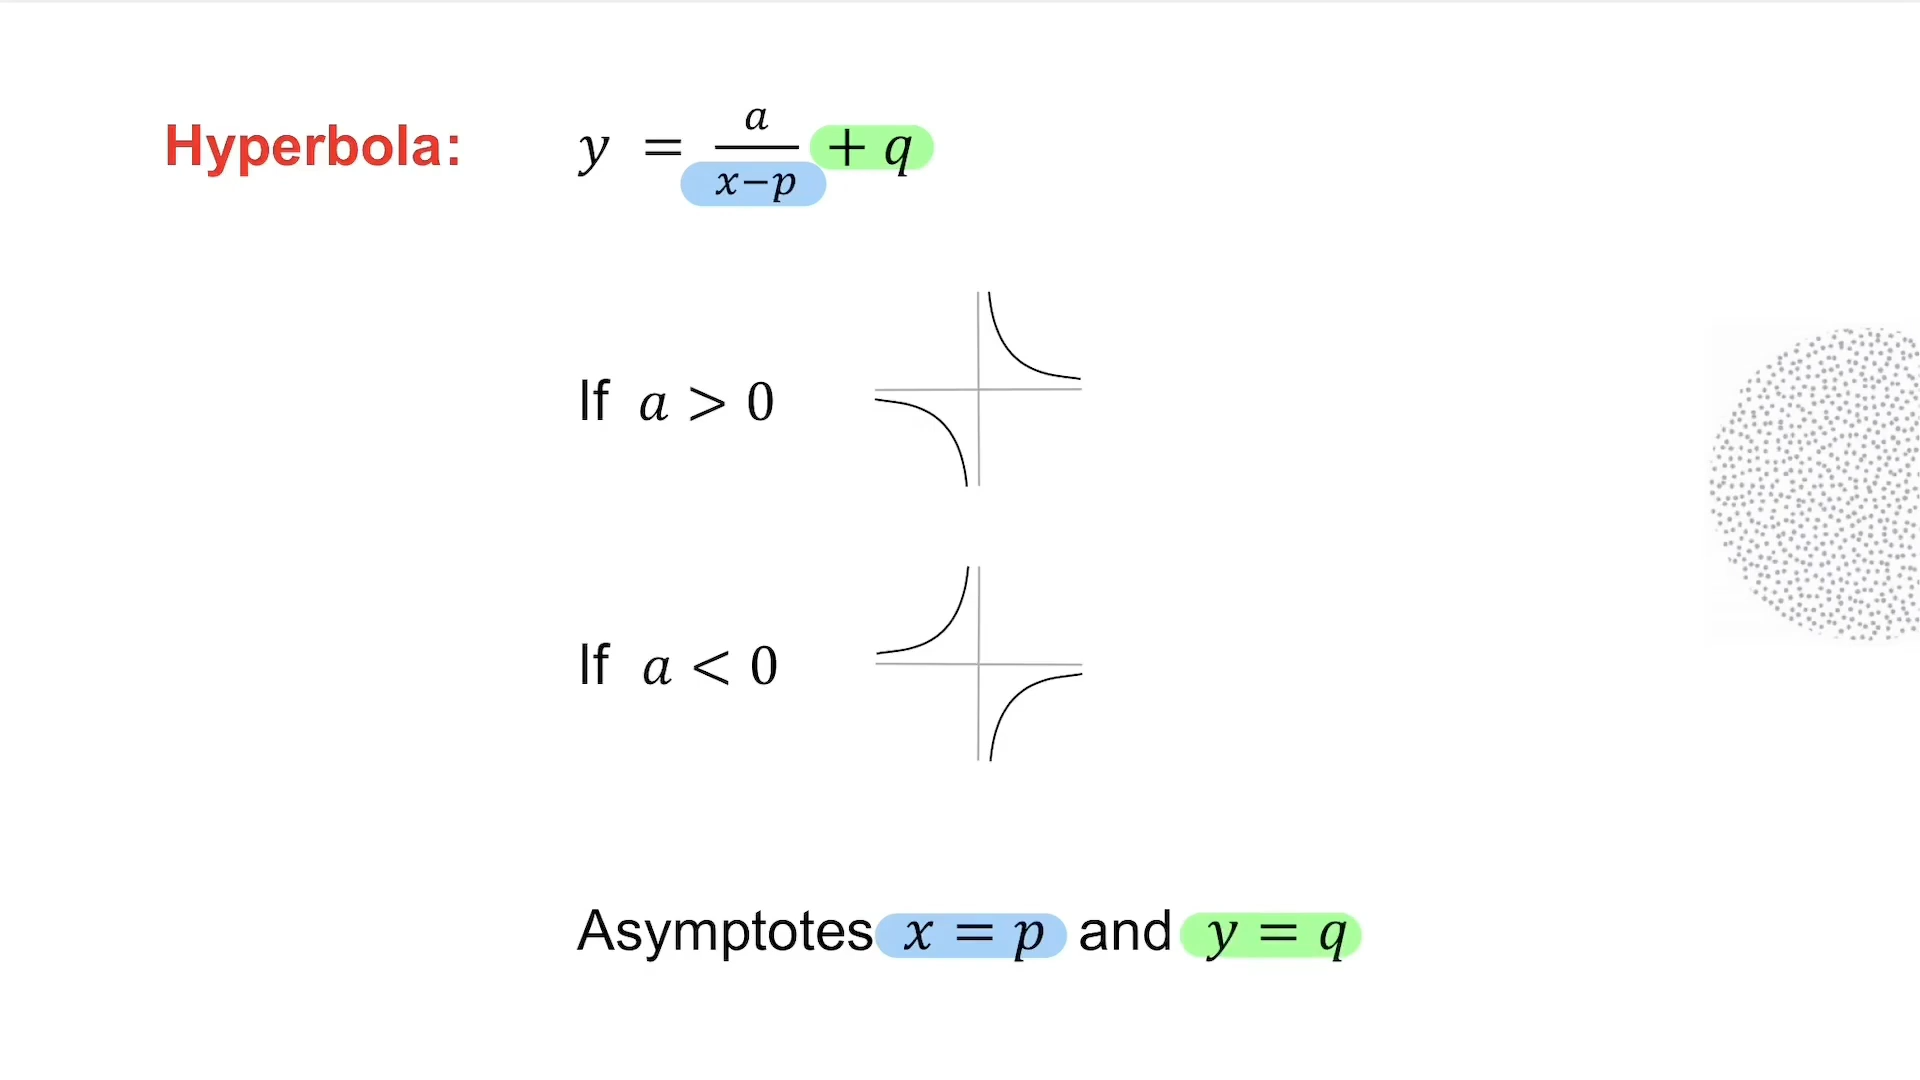 Hyperbola: y = a/(x−p) + q
If a > 0
If a < 0
Asymptotes x = p and y = q